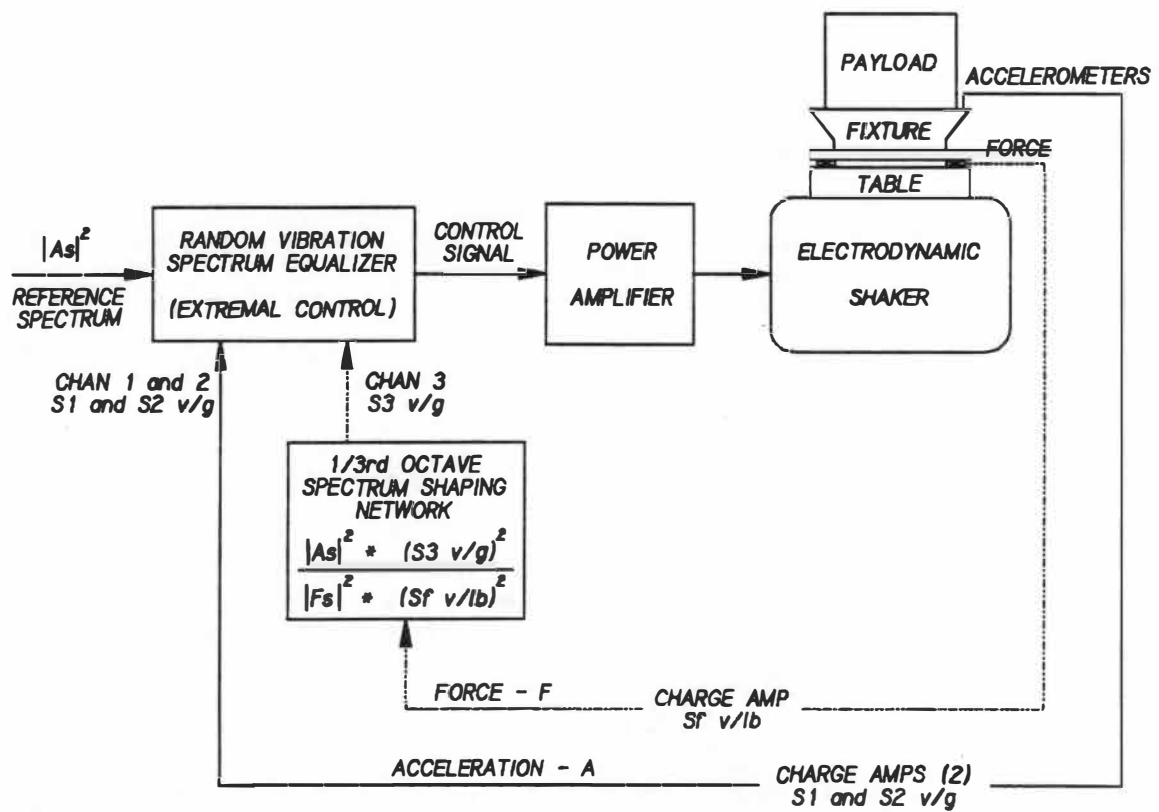 PAYLOAD
ACCELEROMETERS
FIXTURE
FORCE
TABLE
|As|²
REFERENCE
SPECTRUM
RANDOM VIBRATION
SPECTRUM EQUALIZER
(EXTREMAL CONTROL)
CONTROL
SIGNAL
POWER
AMPLIFIER
ELECTRODYNAMIC
SHAKER
CHAN 1 and 2
S1 and S2 v/g
CHAN 3
S3 v/g
1/3rd OCTAVE
SPECTRUM SHAPING
NETWORK
|As|² * (S3 v/g)²
|Fs|² * (Sf v/lb)²
FORCE - F
CHARGE AMP
Sf v/lb
ACCELERATION - A
CHARGE AMPS (2)
S1 and S2 v/g